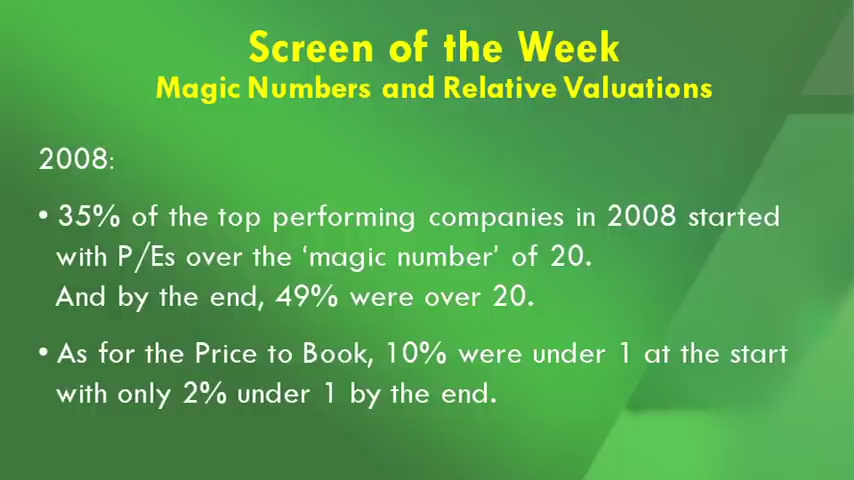 Screen of the Week
Magic Numbers and Relative Valuations
2008:
• 35% of the top performing companies in 2008 started
with P/Es over the ‘magic number’ of 20.
And by the end, 49% were over 20.
• As for the Price to Book, 10% were under 1 at the start
with only 2% under 1 by the end.